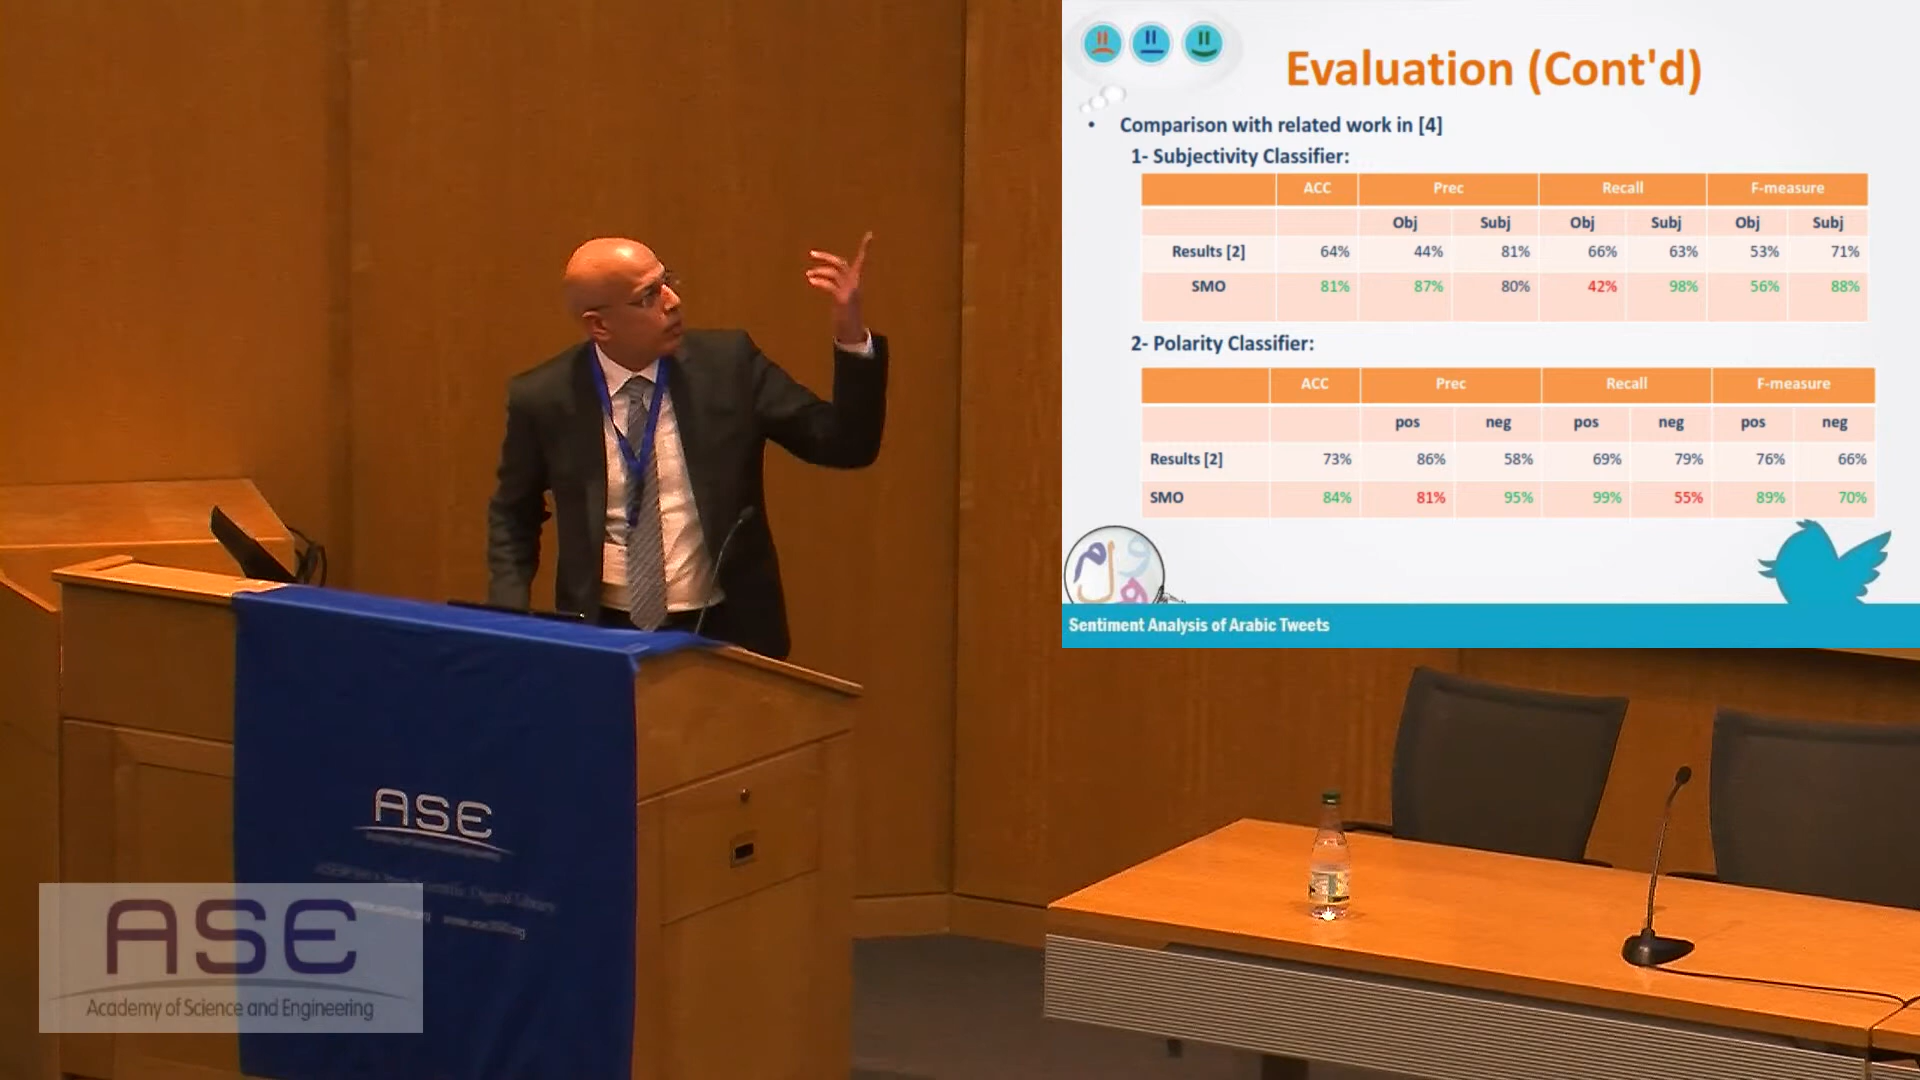 Evaluation (Cont'd)
• Comparison with related work in [4]
1- Subjectivity Classifier:
ACC Prec Recall F-measure
Obj Subj Obj Subj Obj Subj
Results [2] 64% 44% 81% 66% 63% 53% 71%
SMO 81% 87% 80% 42% 98% 56% 88%
2- Polarity Classifier:
ACC Prec Recall F-measure
pos neg pos neg pos neg
Results [2] 73% 86% 58% 69% 79% 76% 66%
SMO 84% 81% 95% 99% 55% 89% 70%
Sentiment Analysis of Arabic Tweets
ASE
ASE
Academy of Science and Engineering